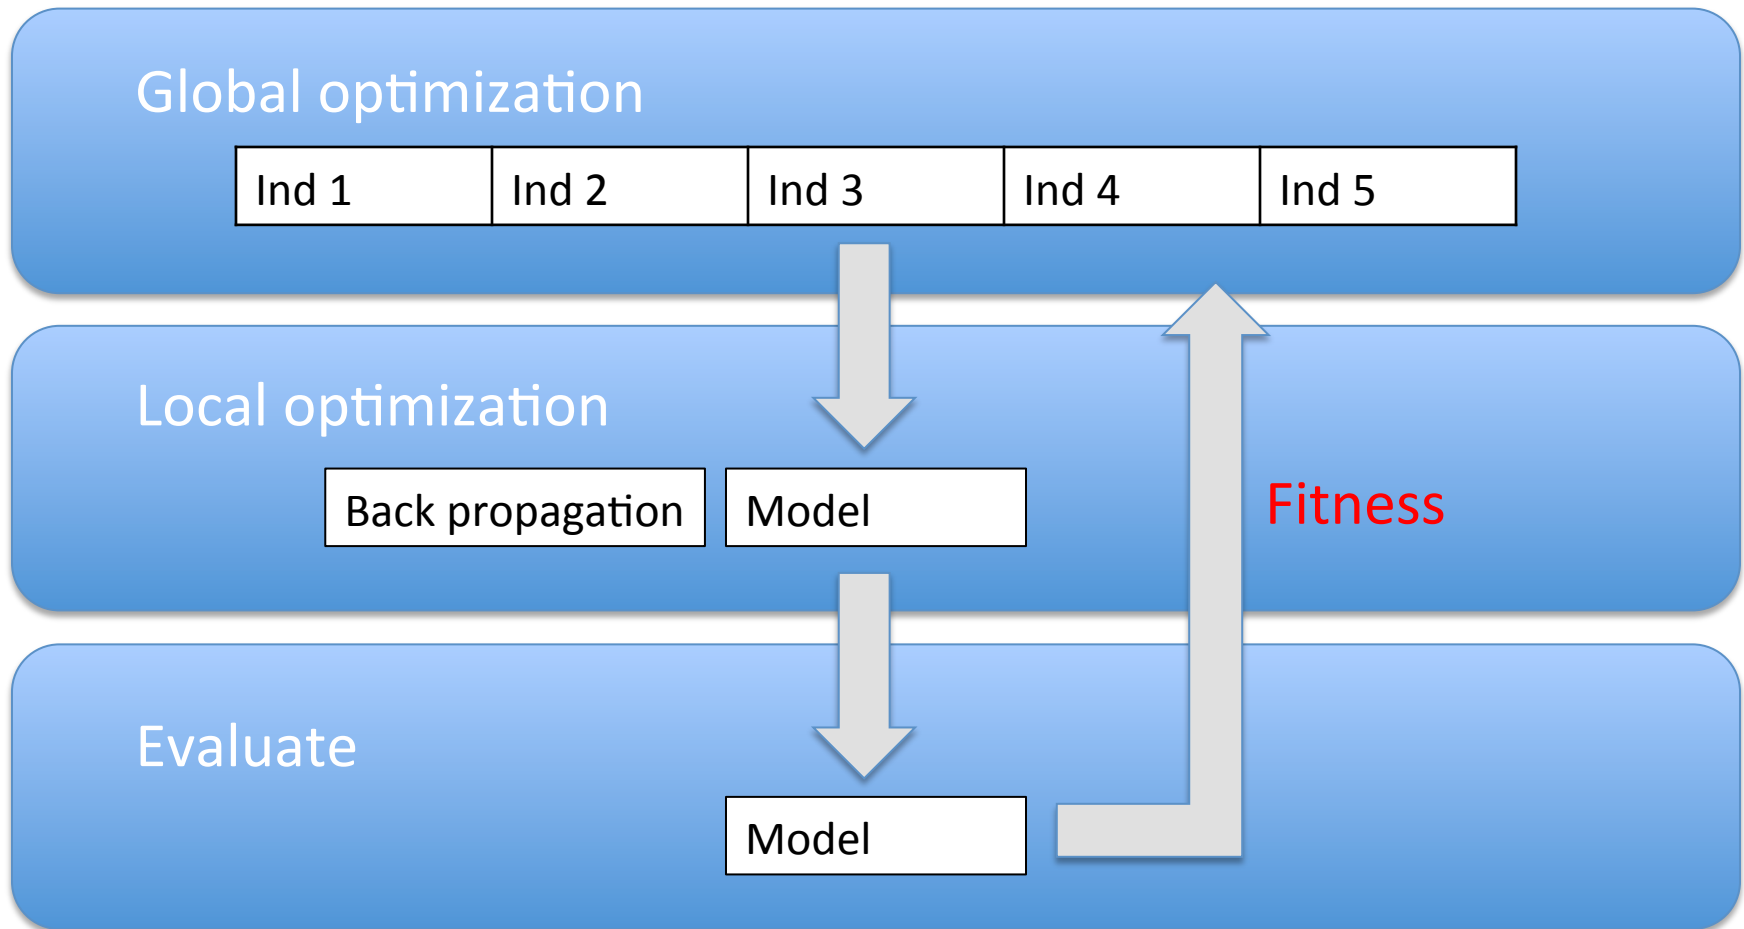 Global optimization
Ind 1 Ind 2 Ind 3 Ind 4 Ind 5
Local optimization
Back propagation Model
Fitness
Evaluate
Model